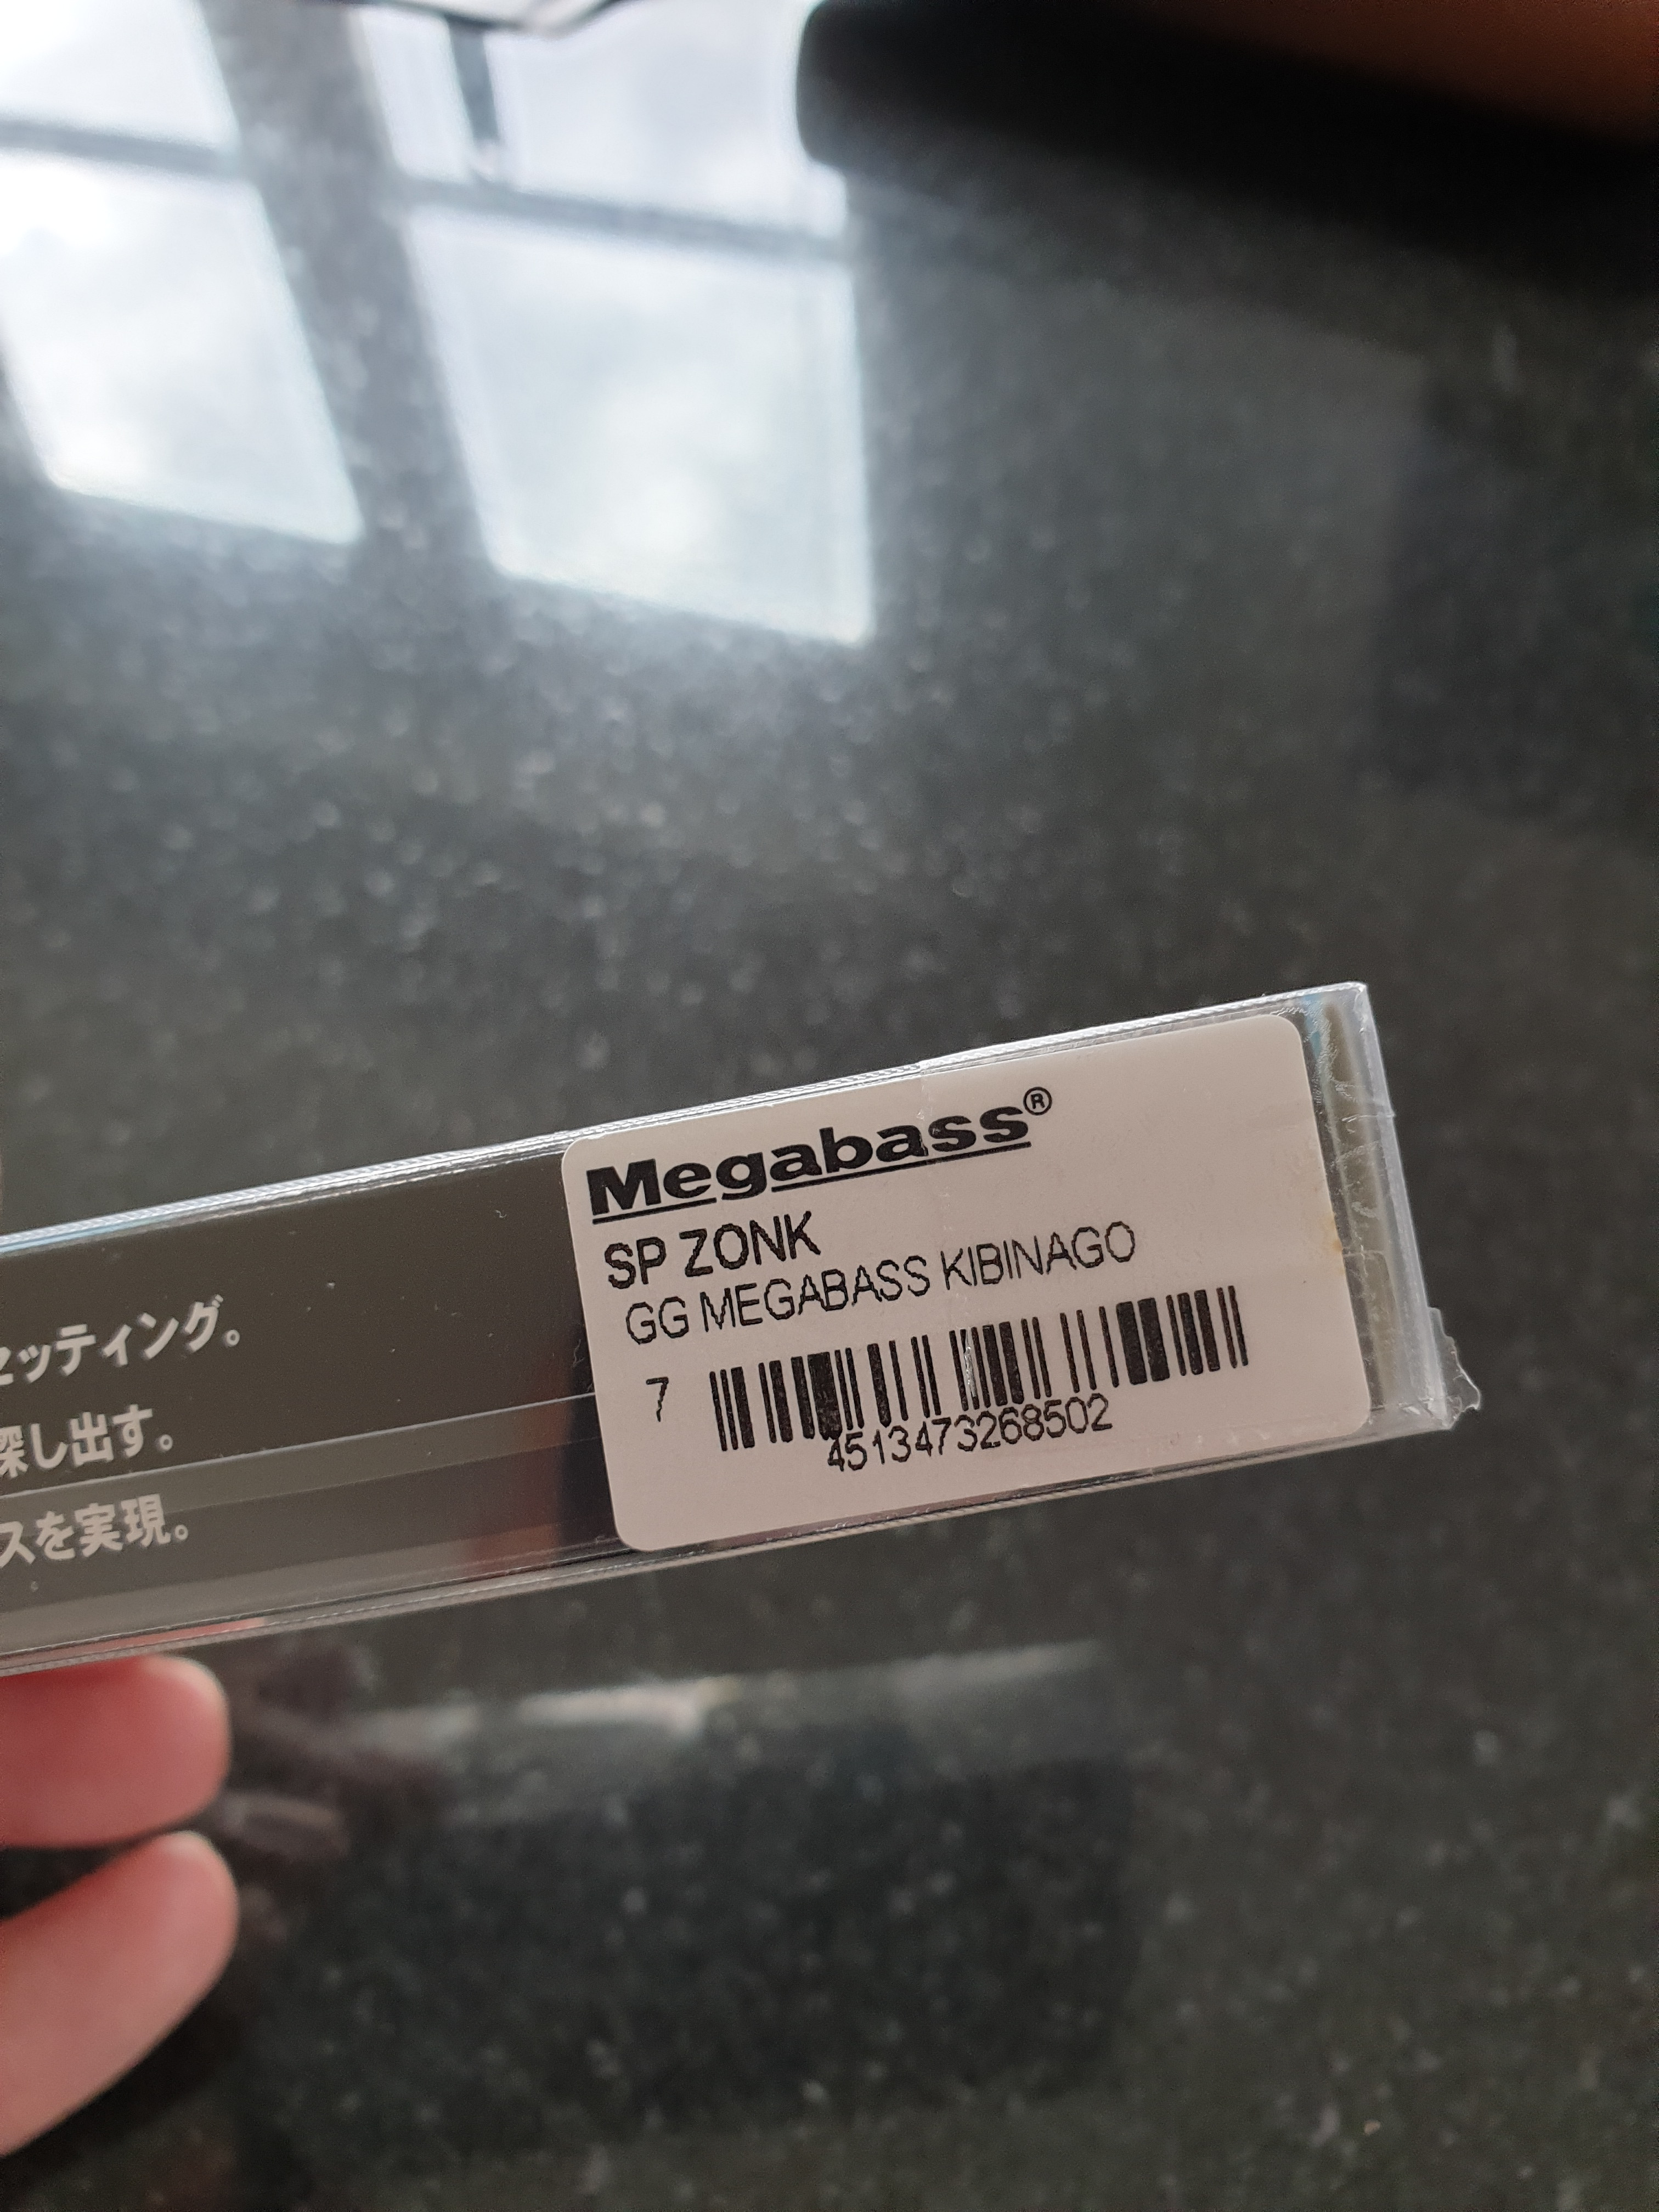 Megabass®
SP ZONK
GG MEGABASS KIBINAGO
7
4513473268502
セッティング。
探し出す。
スを実現。